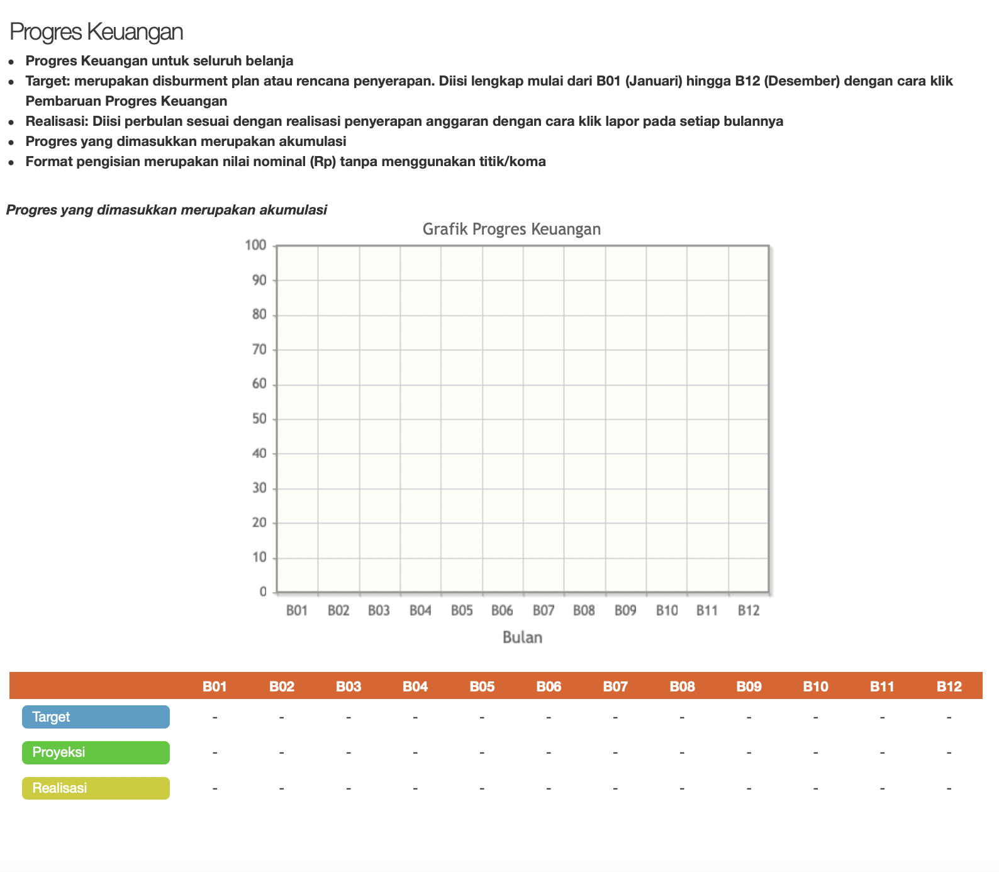 Progres Keuangan
• Progres Keuangan untuk seluruh belanja
• Target: merupakan disburment plan atau rencana penyerapan. Diisi lengkap mulai dari B01 (Januari) hingga B12 (Desember) dengan cara klik
Pembaruan Progres Keuangan
• Realisasi: Diisi perbulan sesuai dengan realisasi penyerapan anggaran dengan cara klik lapor pada setiap bulannya
• Progres yang dimasukkan merupakan akumulasi
• Format pengisian merupakan nilai nominal (Rp) tanpa menggunakan titik/koma
Progres yang dimasukkan merupakan akumulasi
Grafik Progres Keuangan
100
90
80
70
60
50
40
30
20
10
0
B01 B02 B03 B04 B05 B06 B07 B08 B09 B10 B11 B12
Bulan
B01 B02 B03 B04 B05 B06 B07 B08 B09 B10 B11 B12
Target - - - - - - - - - - - -
Proyeksi - - - - - - - - - - - -
Realisasi - - - - - - - - - - - -